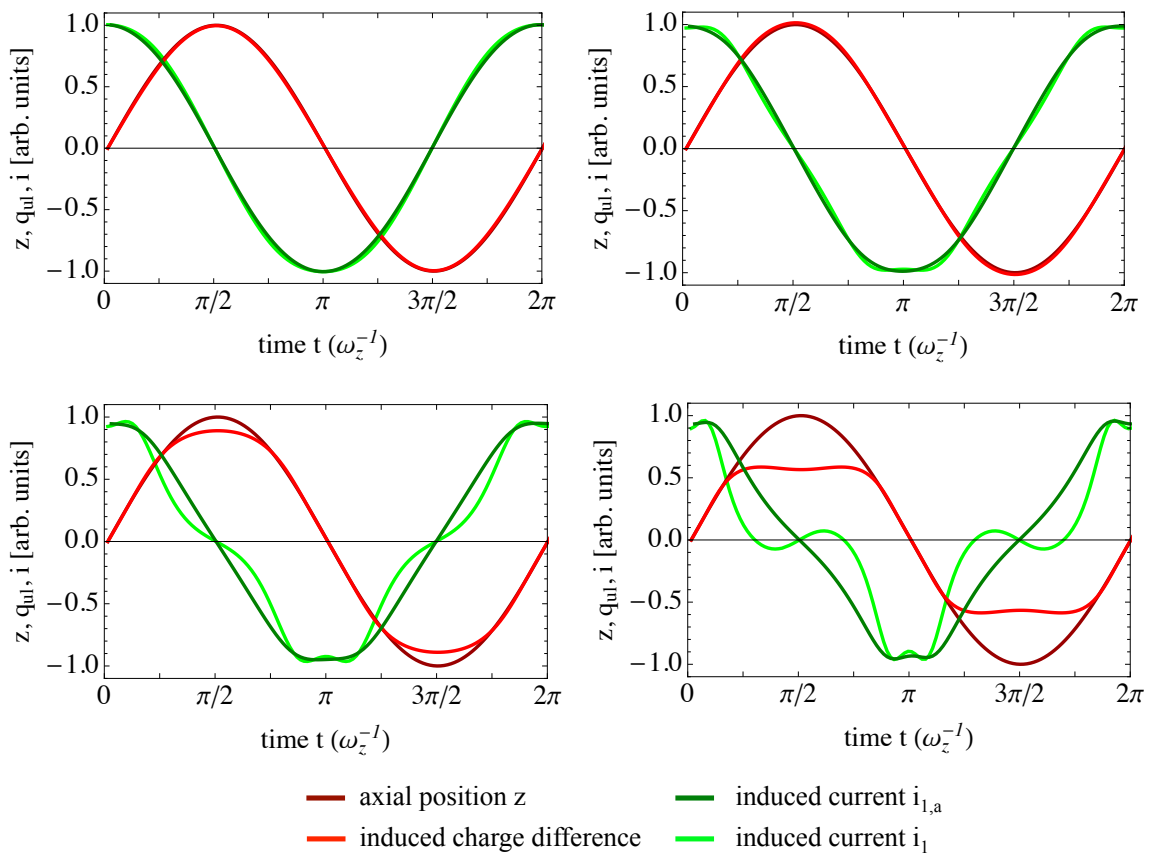 z, q_ul, i [arb. units]
1.0
0.5
0.0
−0.5
−1.0
0 π/2 π 3π/2 2π
time t (ω_z^-1)
z, q_ul, i [arb. units]
1.0
0.5
0.0
−0.5
−1.0
0 π/2 π 3π/2 2π
time t (ω_z^-1)
z, q_ul, i [arb. units]
1.0
0.5
0.0
−0.5
−1.0
0 π/2 π 3π/2 2π
time t (ω_z^-1)
z, q_ul, i [arb. units]
1.0
0.5
0.0
−0.5
−1.0
0 π/2 π 3π/2 2π
time t (ω_z^-1)
axial position z
induced current i_1,a
induced charge difference
induced current i_1